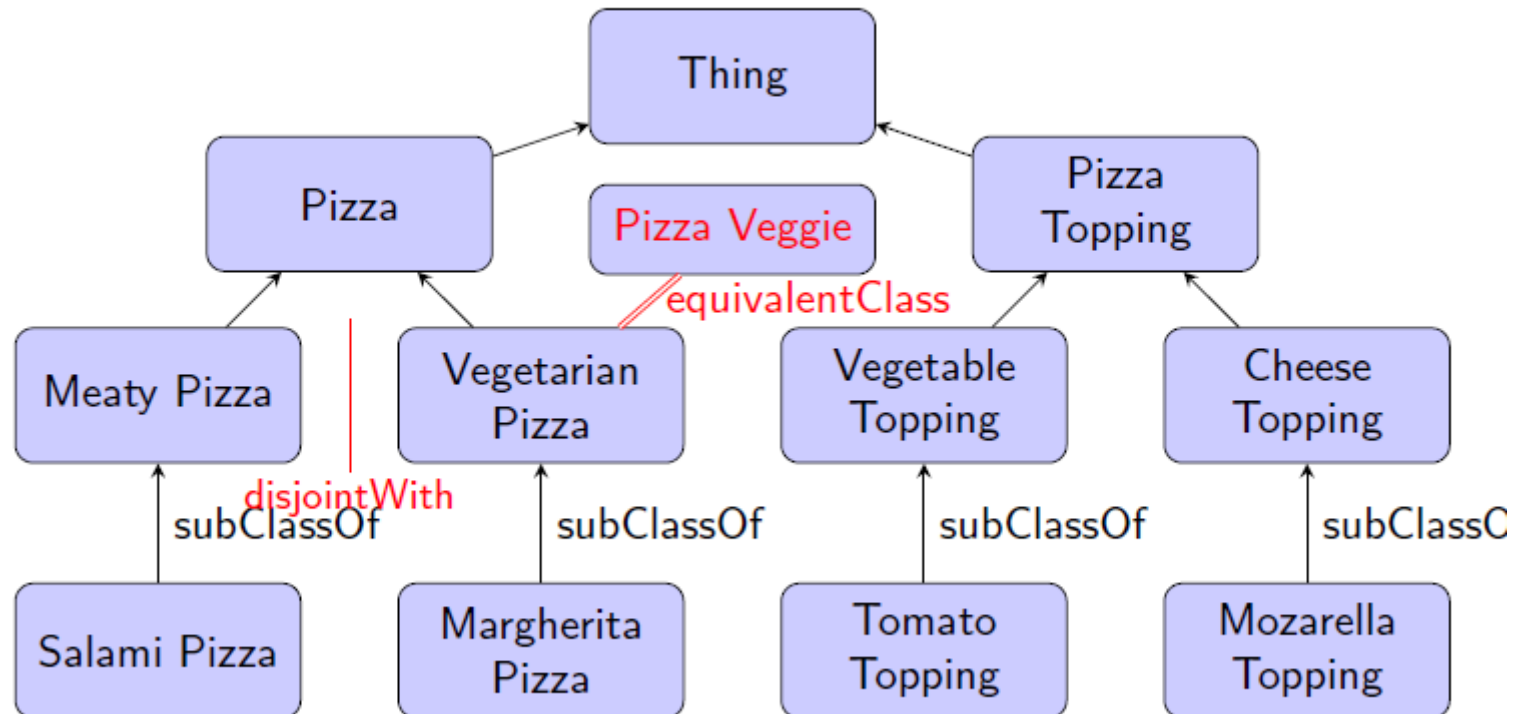 Thing
Pizza
Pizza Veggie
Pizza
Topping
equivalentClass
Meaty Pizza
Vegetarian
Pizza
Vegetable
Topping
Cheese
Topping
disjointWith
subClassOf
subClassOf
subClassOf
subClassO
Salami Pizza
Margherita
Pizza
Tomato
Topping
Mozarella
Topping